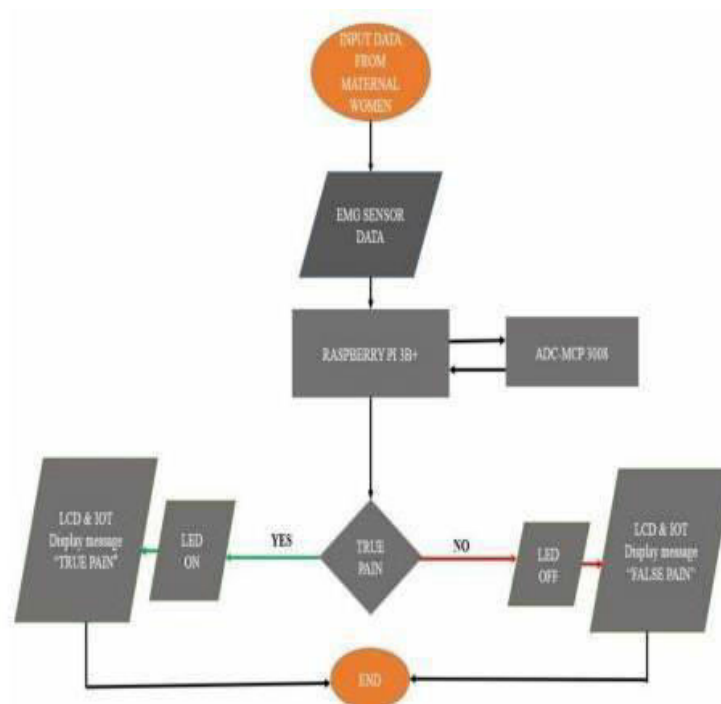 INPUT DATA
FROM
MATERNAL
WOMEN
EMG SENSOR
DATA
RASPBERRY PI 3B+
ADC-MCP 3008
LCD & IOT
Display message
"TRUE PAIN"
LED
ON
YES
TRUE
PAIN
NO
LED
OFF
LCD & IOT
Display message
"FALSE PAIN"
END